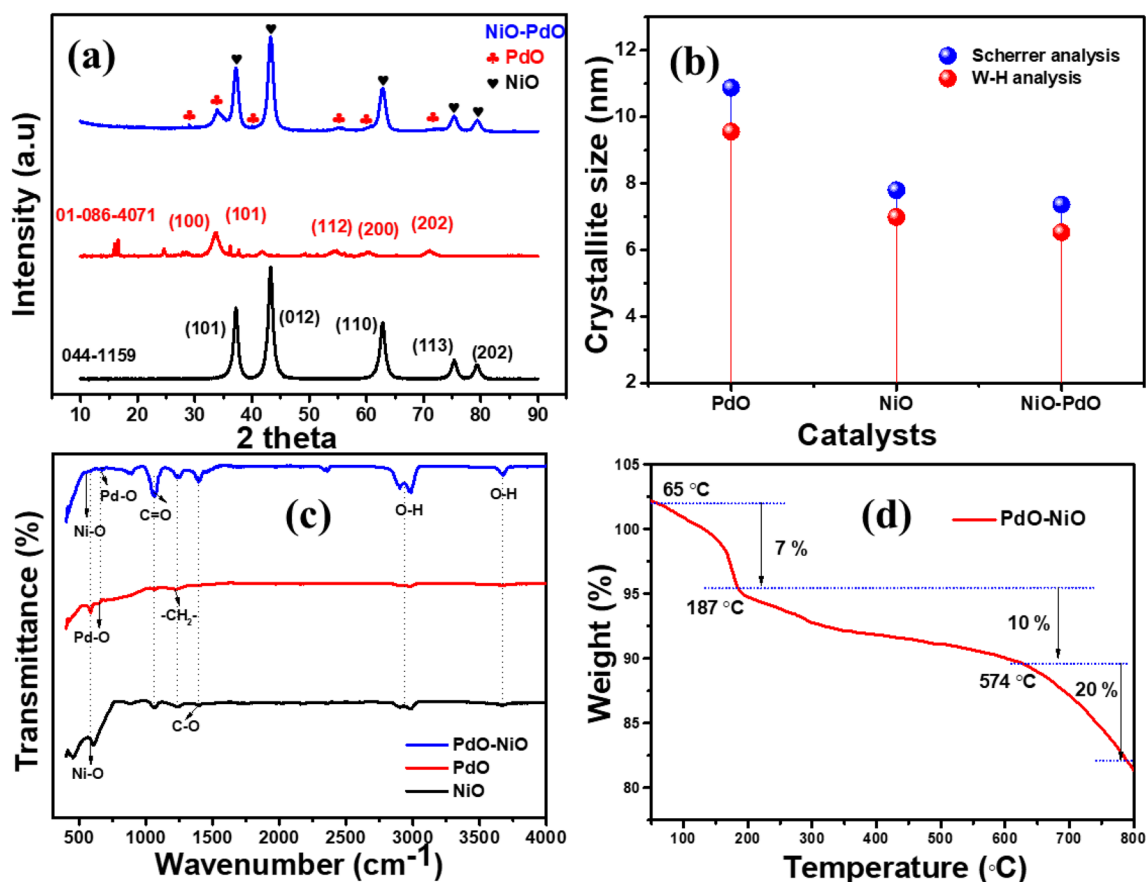 (a)
NiO-PdO
♣ PdO
♥ NiO
01-086-4071
(100)
(101)
(112)
(200)
(202)
044-1159
(101)
(012)
(110)
(113)
(202)
Intensity (a.u)
10 20 30 40 50 60 70 80 90
2 theta
(b)
Scherrer analysis
W-H analysis
Crystallite size (nm)
12
10
8
6
4
2
PdO NiO NiO-PdO
Catalysts
(c)
Pd-O
Ni-O
C=O
O-H
O-H
Pd-O
-CH₂-
C-O
Ni-O
PdO-NiO
PdO
NiO
Transmittance (%)
500 1000 1500 2000 2500 3000 3500 4000
Wavenumber (cm⁻¹)
(d)
PdO-NiO
65 °C
7 %
187 °C
10 %
574 °C
20 %
Weight (%)
105
100
95
90
85
80
100 200 300 400 500 600 700 800
Temperature (°C)